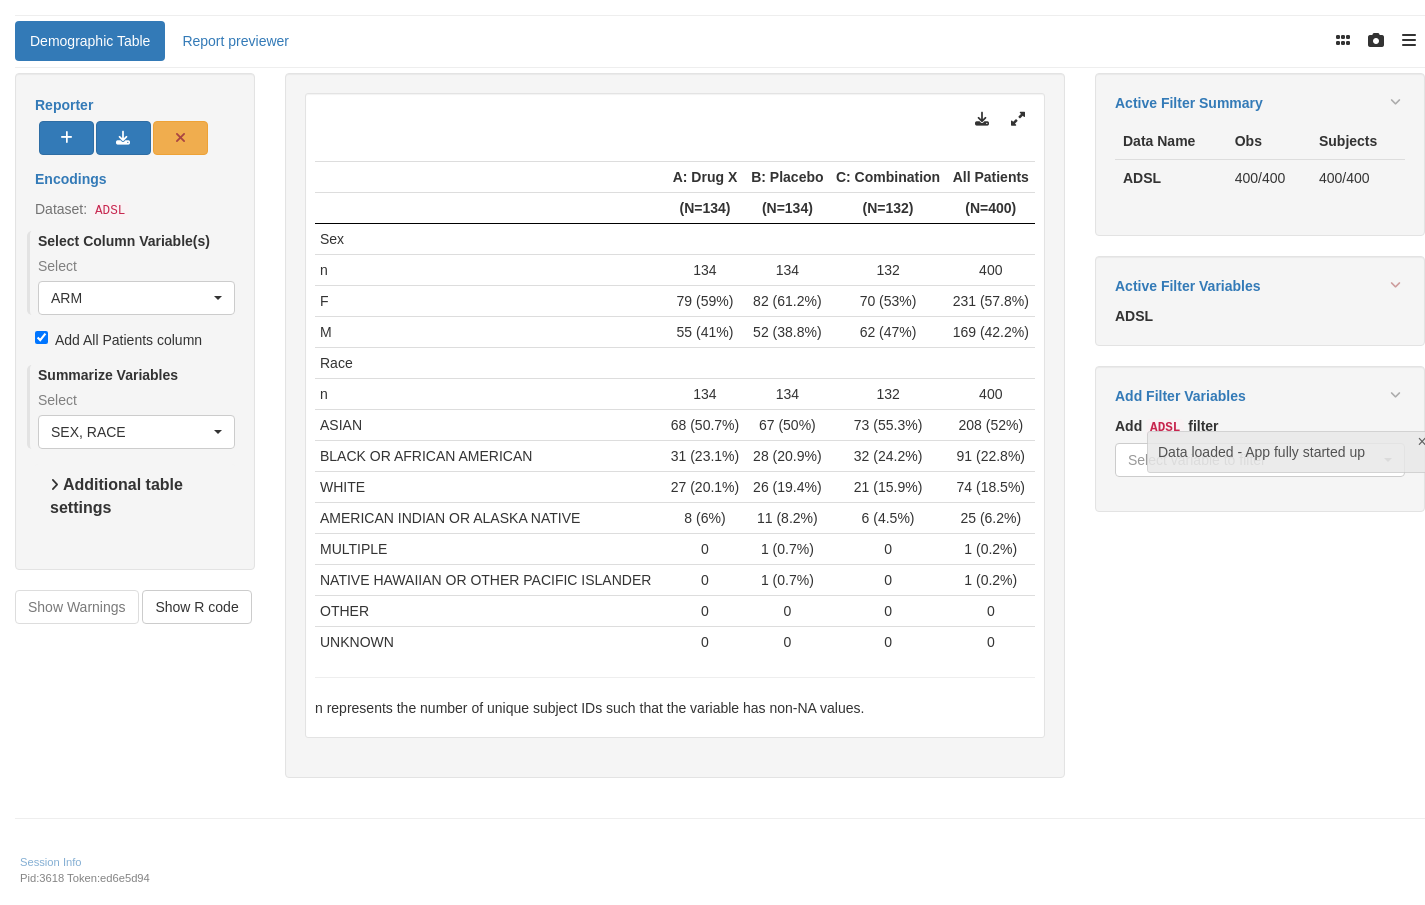 Demographic Table Report previewer
Reporter
Encodings
Dataset: ADSL
Select Column Variable(s)
Select
ARM
Add All Patients column
Summarize Variables
Select
SEX, RACE
Additional table
settings
Show Warnings Show R code
A: Drug X B: Placebo C: Combination All Patients
(N=134) (N=134) (N=132) (N=400)
Sex
n 134 134 132 400
F 79 (59%) 82 (61.2%) 70 (53%) 231 (57.8%)
M 55 (41%) 52 (38.8%) 62 (47%) 169 (42.2%)
Race
n 134 134 132 400
ASIAN 68 (50.7%) 67 (50%) 73 (55.3%) 208 (52%)
BLACK OR AFRICAN AMERICAN 31 (23.1%) 28 (20.9%) 32 (24.2%) 91 (22.8%)
WHITE 27 (20.1%) 26 (19.4%) 21 (15.9%) 74 (18.5%)
AMERICAN INDIAN OR ALASKA NATIVE 8 (6%) 11 (8.2%) 6 (4.5%) 25 (6.2%)
MULTIPLE 0 1 (0.7%) 0 1 (0.2%)
NATIVE HAWAIIAN OR OTHER PACIFIC ISLANDER 0 1 (0.7%) 0 1 (0.2%)
OTHER 0 0 0 0
UNKNOWN 0 0 0 0
n represents the number of unique subject IDs such that the variable has non-NA values.
Active Filter Summary
Data Name Obs Subjects
ADSL 400/400 400/400
Active Filter Variables
ADSL
Add Filter Variables
Add ADSL filter
Data loaded - App fully started up
Select variable to filter
Session Info
Pid:3618 Token:ed6e5d94